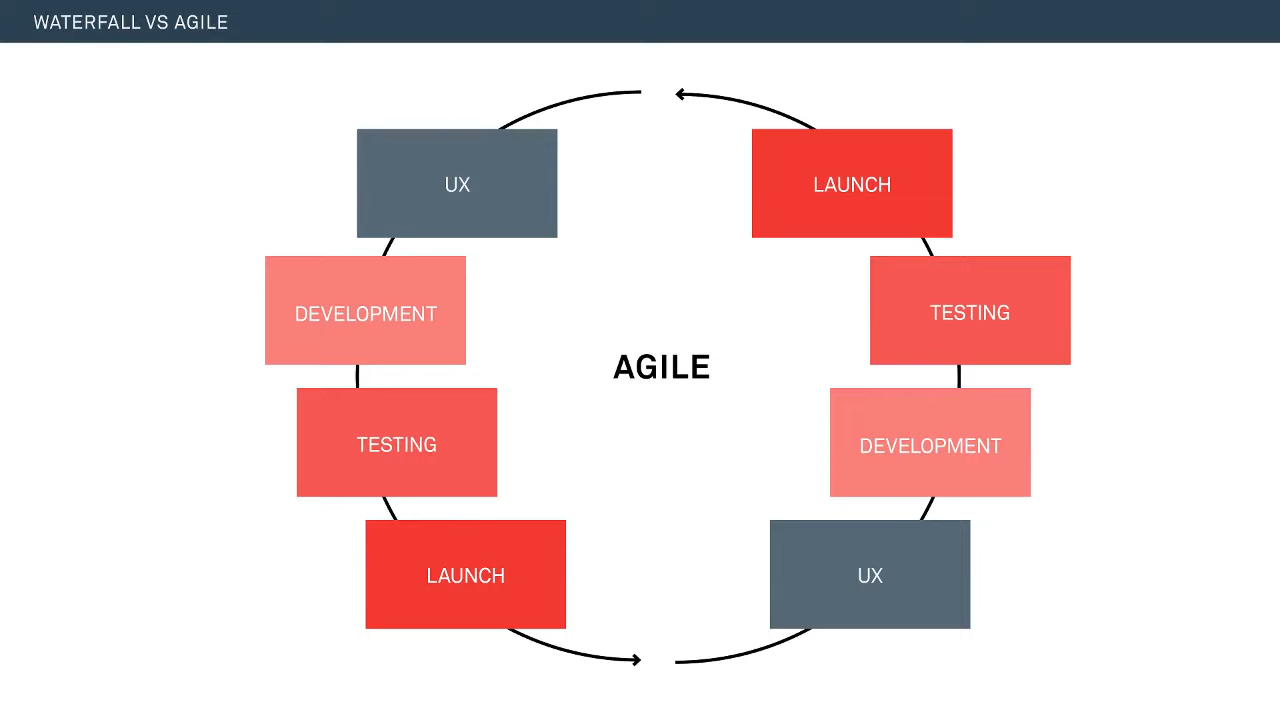 WATERFALL VS AGILE
UX
DEVELOPMENT
TESTING
LAUNCH
AGILE
LAUNCH
TESTING
DEVELOPMENT
UX